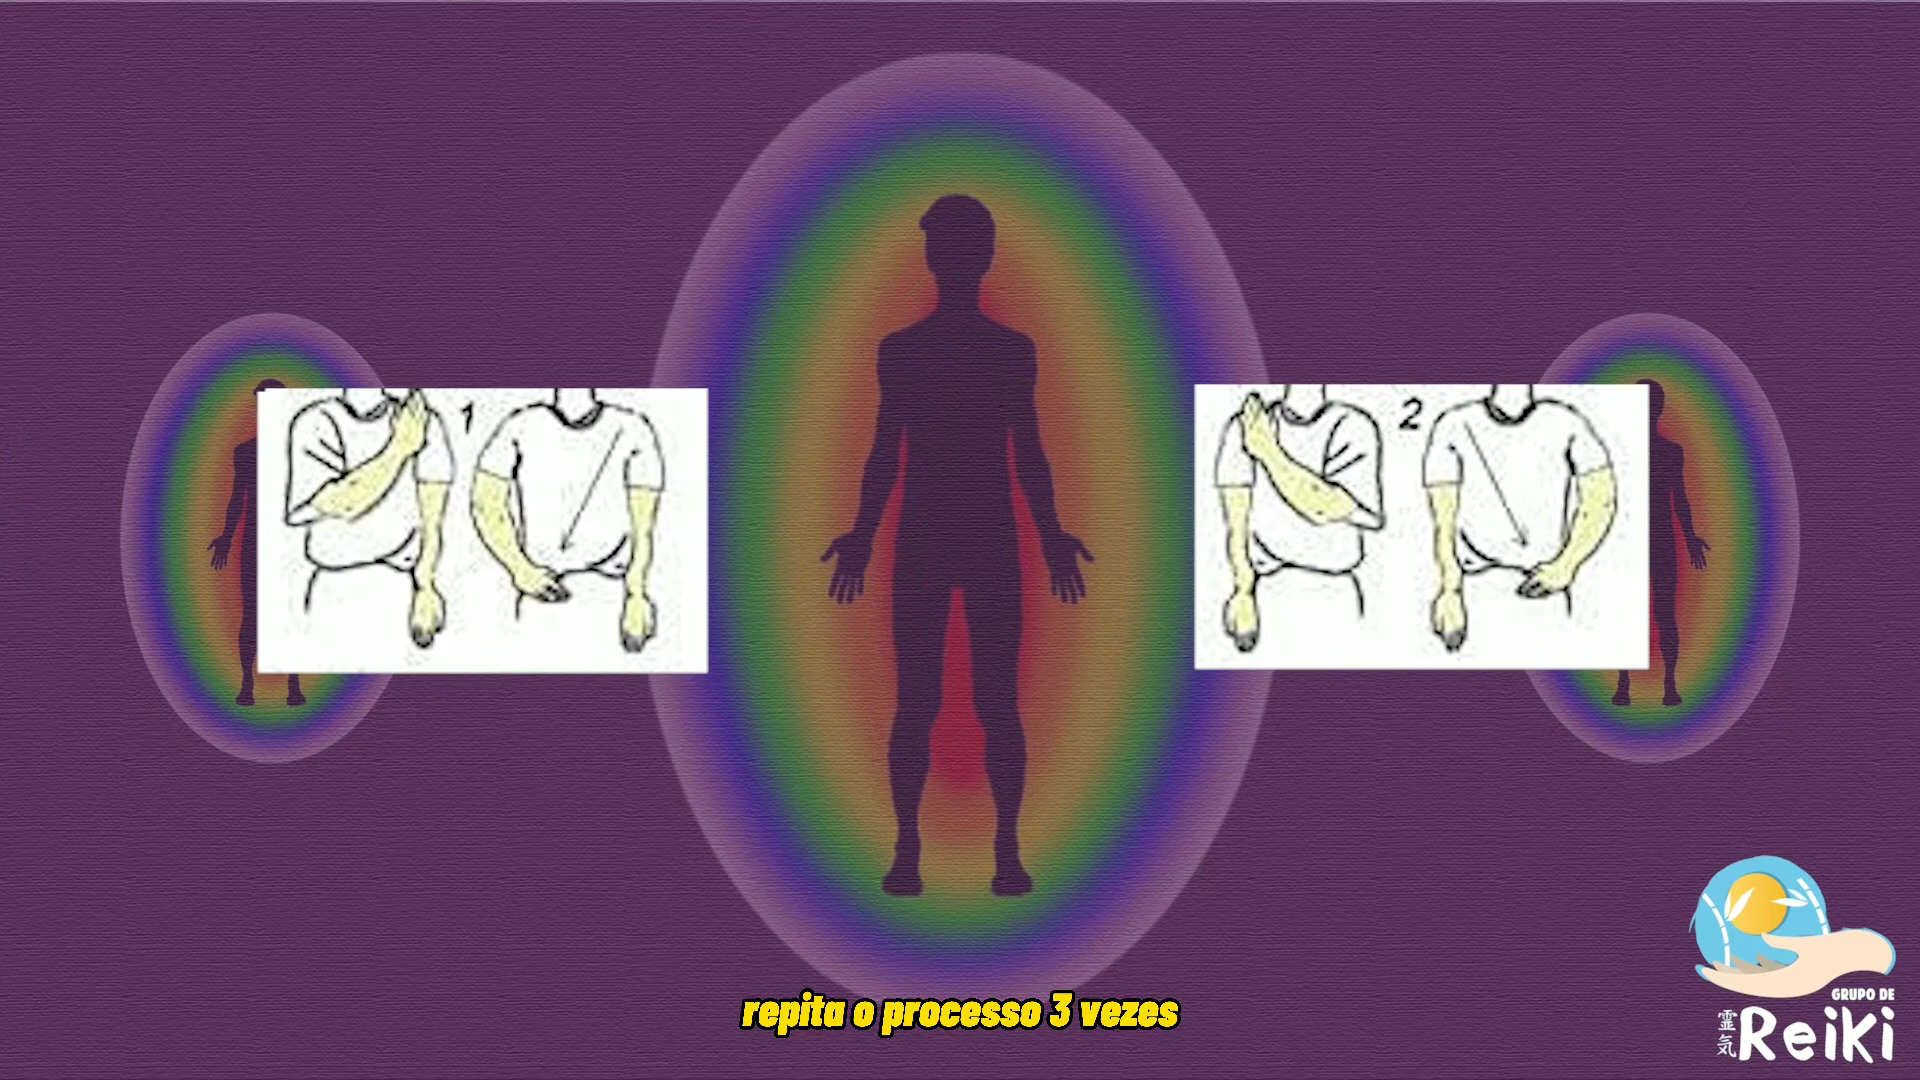 1
2
repita o processo 3 vezes
GRUPO DE
霊気
Reiki